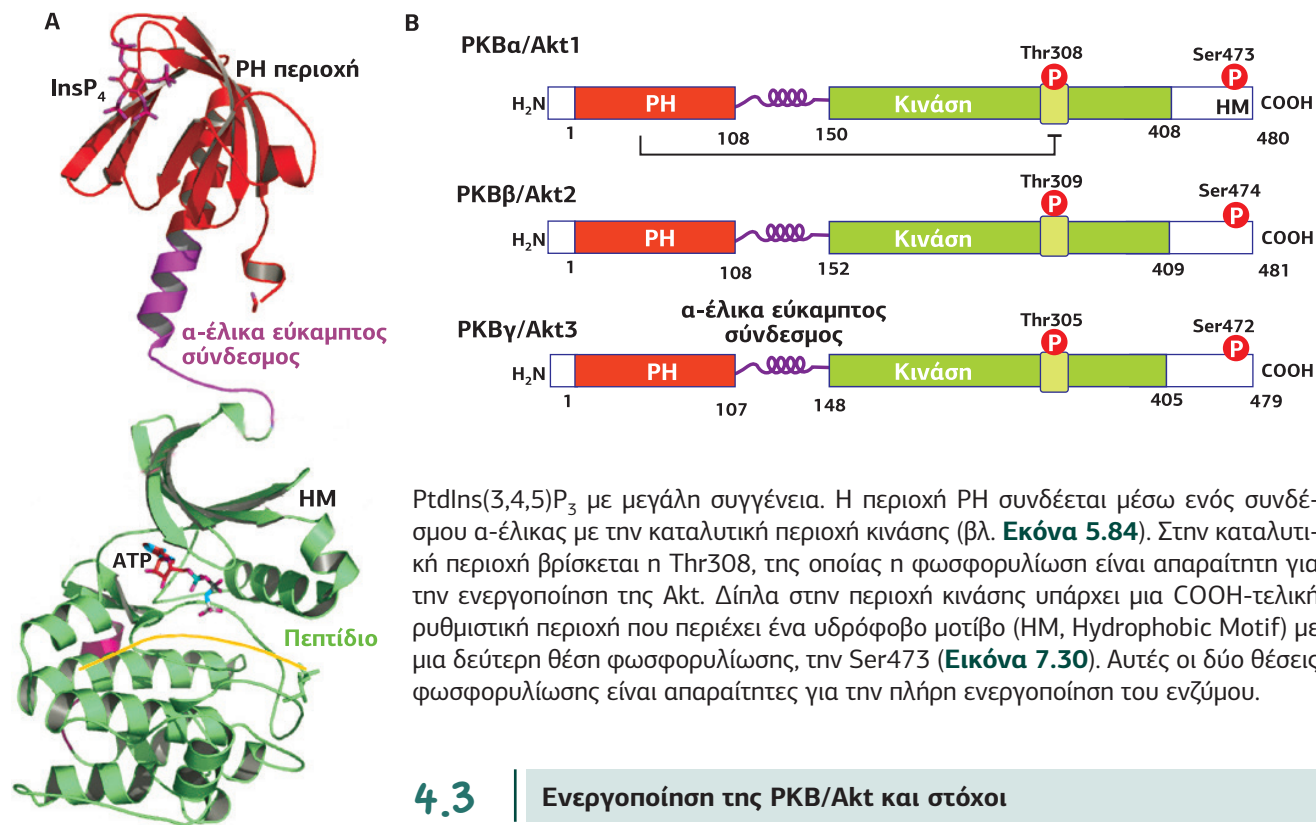 A
InsP4
PH περιοχή
α-έλικα εύκαμπτος
σύνδεσμος
HM
ATP
Πεπτίδιο
B
PKBα/Akt1
Thr308
Ser473
P
P
H2N
PH
Κινάση
HM
COOH
1
108
150
408
480
PKBβ/Akt2
Thr309
Ser474
P
P
H2N
PH
Κινάση
COOH
1
108
152
409
481
PKBγ/Akt3
α-έλικα εύκαμπτος
σύνδεσμος
Thr305
Ser472
P
P
H2N
PH
Κινάση
COOH
1
107
148
405
479
PtdIns(3,4,5)P3 με μεγάλη συγγένεια. Η περιοχή PH συνδέεται μέσω ενός συνδέ-
σμου α-έλικας με την καταλυτική περιοχή κινάσης (βλ. Εκόνα 5.84). Στην καταλυτι-
κή περιοχή βρίσκεται η Thr308, της οποίας η φωσφορυλίωση είναι απαραίτητη για
την ενεργοποίηση της Akt. Δίπλα στην περιοχή κινάσης υπάρχει μια COOH-τελική
ρυθμιστική περιοχή που περιέχει ένα υδρόφοβο μοτίβο (HM, Hydrophobic Motif) με
μια δεύτερη θέση φωσφορυλίωσης, την Ser473 (Εικόνα 7.30). Αυτές οι δύο θέσεις
φωσφορυλίωσης είναι απαραίτητες για την πλήρη ενεργοποίηση του ενζύμου.
4.3 Ενεργοποίηση της PKB/Akt και στόχοι